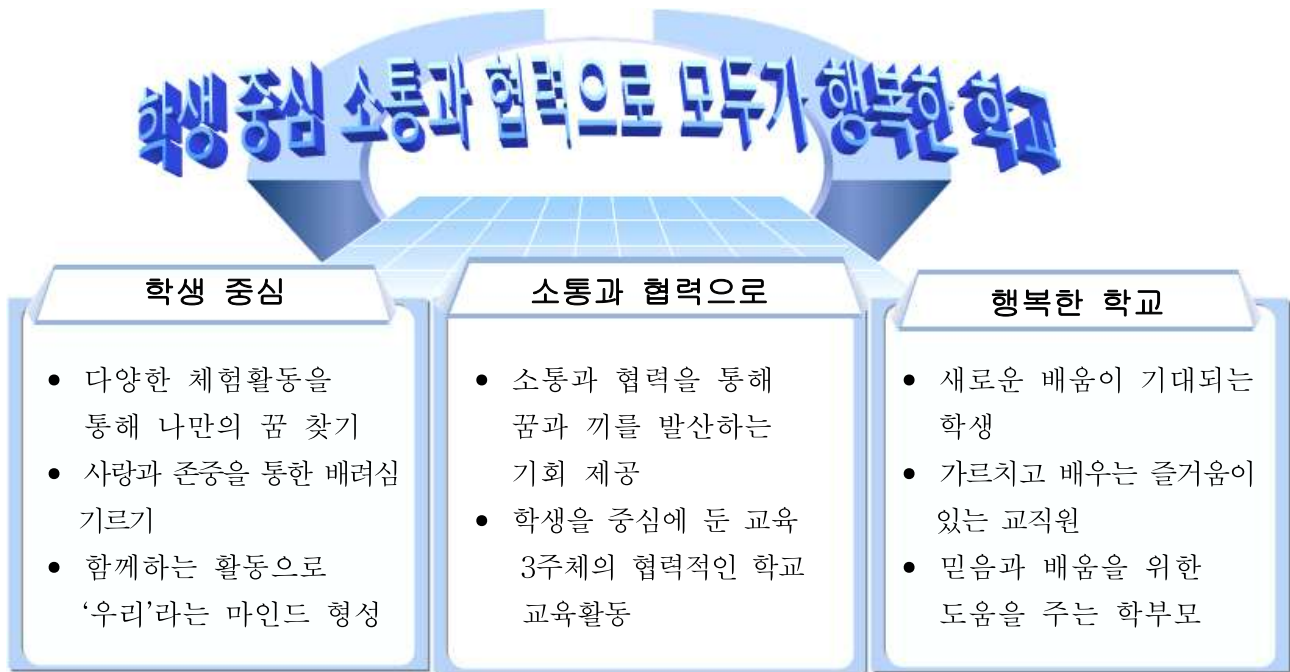 학생 중심 소통과 협력으로 모두가 행복한 학교
학생 중심
• 다양한 체험활동을
통해 나만의 꿈 찾기
• 사랑과 존중을 통한 배려심
기르기
• 함께하는 활동으로
‘우리’라는 마인드 형성
소통과 협력으로
• 소통과 협력을 통해
꿈과 끼를 발산하는
기회 제공
• 학생을 중심에 둔 교육
3주체의 협력적인 학교
교육활동
행복한 학교
• 새로운 배움이 기대되는
학생
• 가르치고 배우는 즐거움이
있는 교직원
• 믿음과 배움을 위한
도움을 주는 학부모